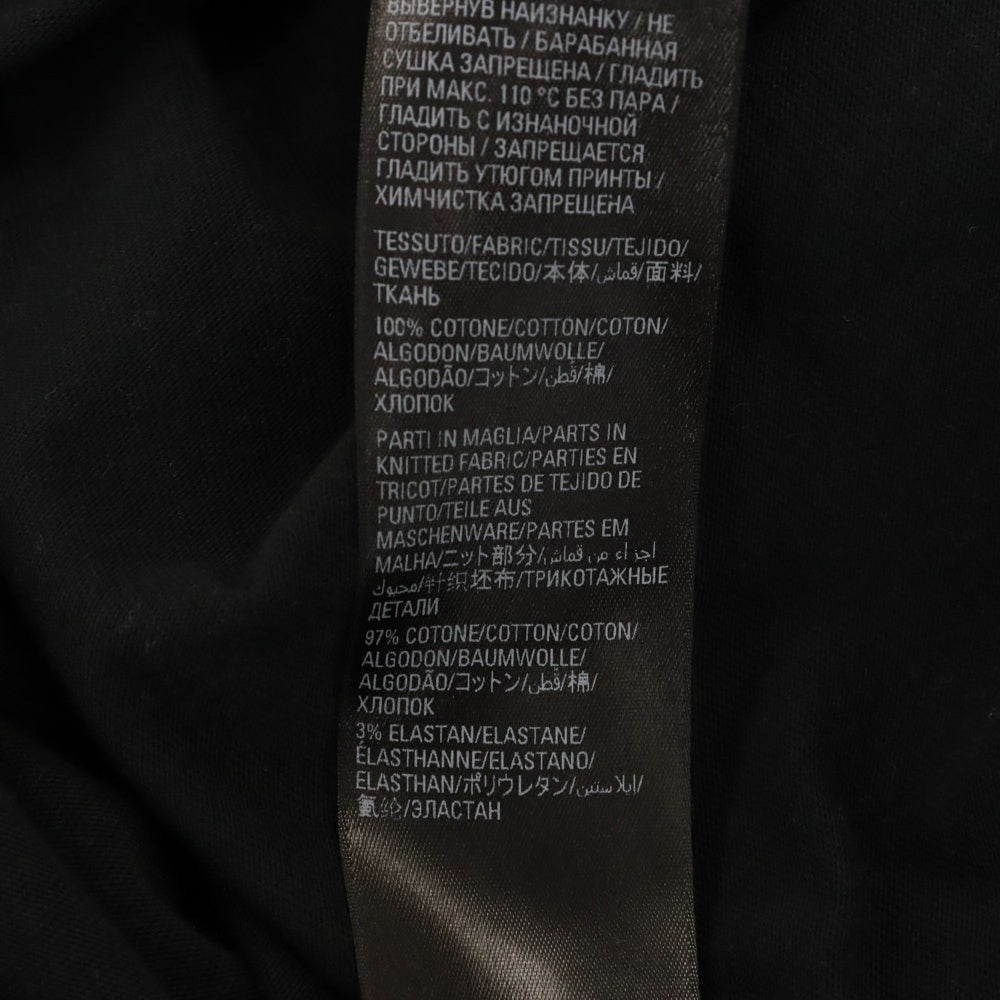 ВЫВЕРНУВ НАИЗНАНКУ / НЕ
ОТБЕЛИВАТЬ / БАРАБАННАЯ
СУШКА ЗАПРЕЩЕНА / ГЛАДИТЬ
ПРИ МАКС. 110 °C БЕЗ ПАРА /
ГЛАДИТЬ С ИЗНАНОЧНОЙ
СТОРОНЫ / ЗАПРЕЩАЕТСЯ
ГЛАДИТЬ УТЮГОМ ПРИНТЫ /
ХИМЧИСТКА ЗАПРЕЩЕНА
TESSUTO/FABRIC/TISSU/TEJIDO/
GEWEBE/TECIDO/本体/قماش/面料/
ТКАНЬ
100% COTONE/COTTON/COTON/
ALGODON/BAUMWOLLE/
ALGODÃO/コットン/قطن/棉/
ХЛОПОК
PARTI IN MAGLIA/PARTS IN
KNITTED FABRIC/PARTIES EN
TRICOT/PARTES DE TEJIDO DE
PUNTO/TEILE AUS
MASCHENWARE/PARTES EM
MALHA/ニット部分/اجزاء من قماش
محبوك/针织坯布/ТРИКОТАЖНЫЕ
ДЕТАЛИ
97% COTONE/COTTON/COTON/
ALGODON/BAUMWOLLE/
ALGODÃO/コットン/قطن/棉/
ХЛОПОК
3% ELASTAN/ELASTANE/
ÉLASTHANNE/ELASTANO/
ELASTHAN/ポリウレタン/إيلاستين/
氨纶/ЭЛАСТАН